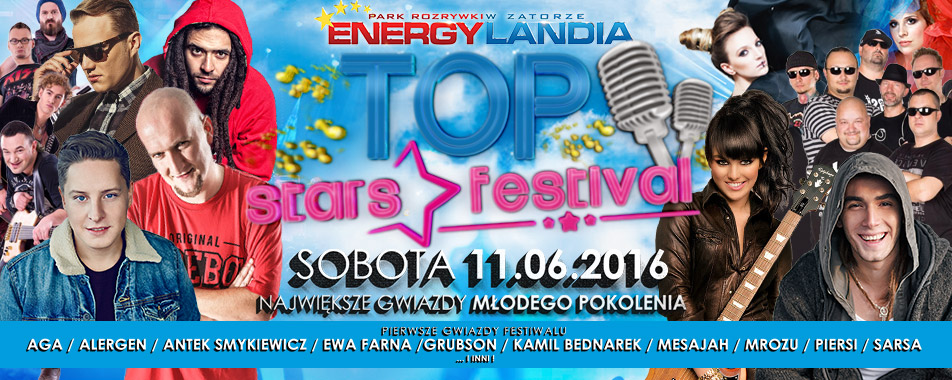 PARK ROZRYWKI W ZATORZE
ENERGYLANDIA
TOP
stars festival
ORIGINAL
SOBOTA 11.06.2016
NAJWIĘKSZE GWIAZDY MŁODEGO POKOLENIA
PIERWSZE GWIAZDY FESTIWALU
AGA / ALERGEN / ANTEK SMYKIEWICZ / EWA FARNA /GRUBSON / KAMIL BEDNAREK / MESAJAH / MROZU / PIERSI / SARSA
... I INNI !